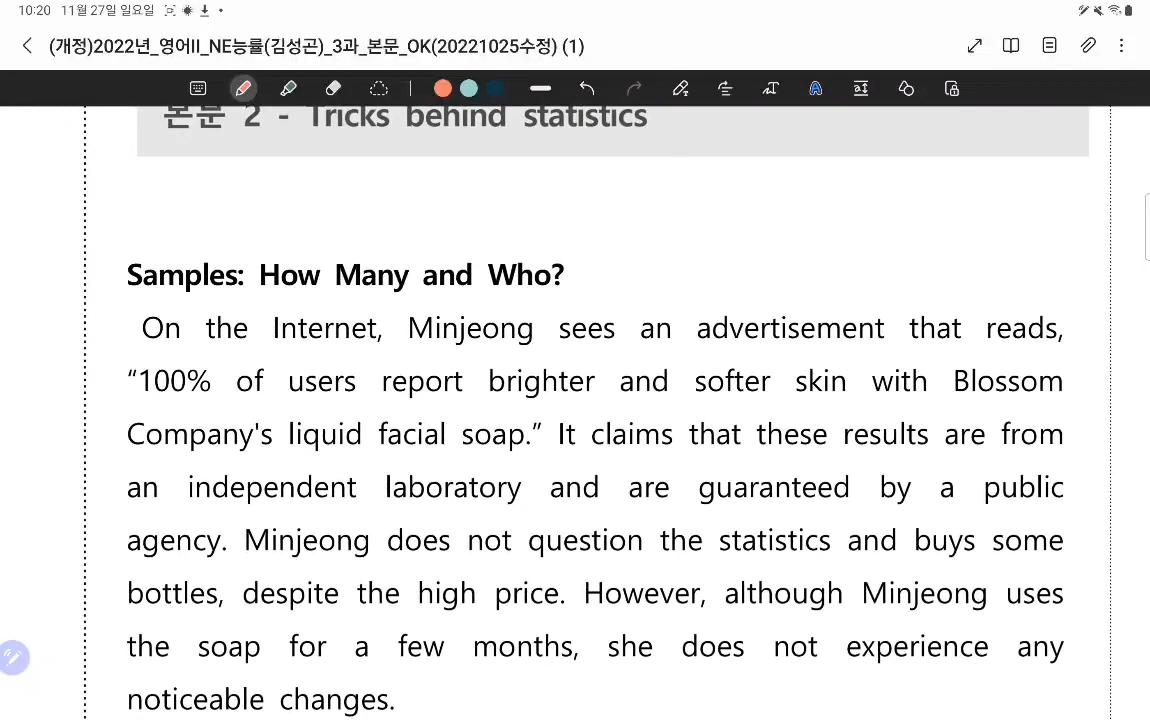 10:20 11월 27일 일요일
(개정)2022년_영어II_NE능률(김성곤)_3과_본문_OK(20221025수정) (1)
본문 2 - Tricks behind statistics
Samples: How Many and Who?
On the Internet, Minjeong sees an advertisement that reads,
“100% of users report brighter and softer skin with Blossom
Company's liquid facial soap.” It claims that these results are from
an independent laboratory and are guaranteed by a public
agency. Minjeong does not question the statistics and buys some
bottles, despite the high price. However, although Minjeong uses
the soap for a few months, she does not experience any
noticeable changes.